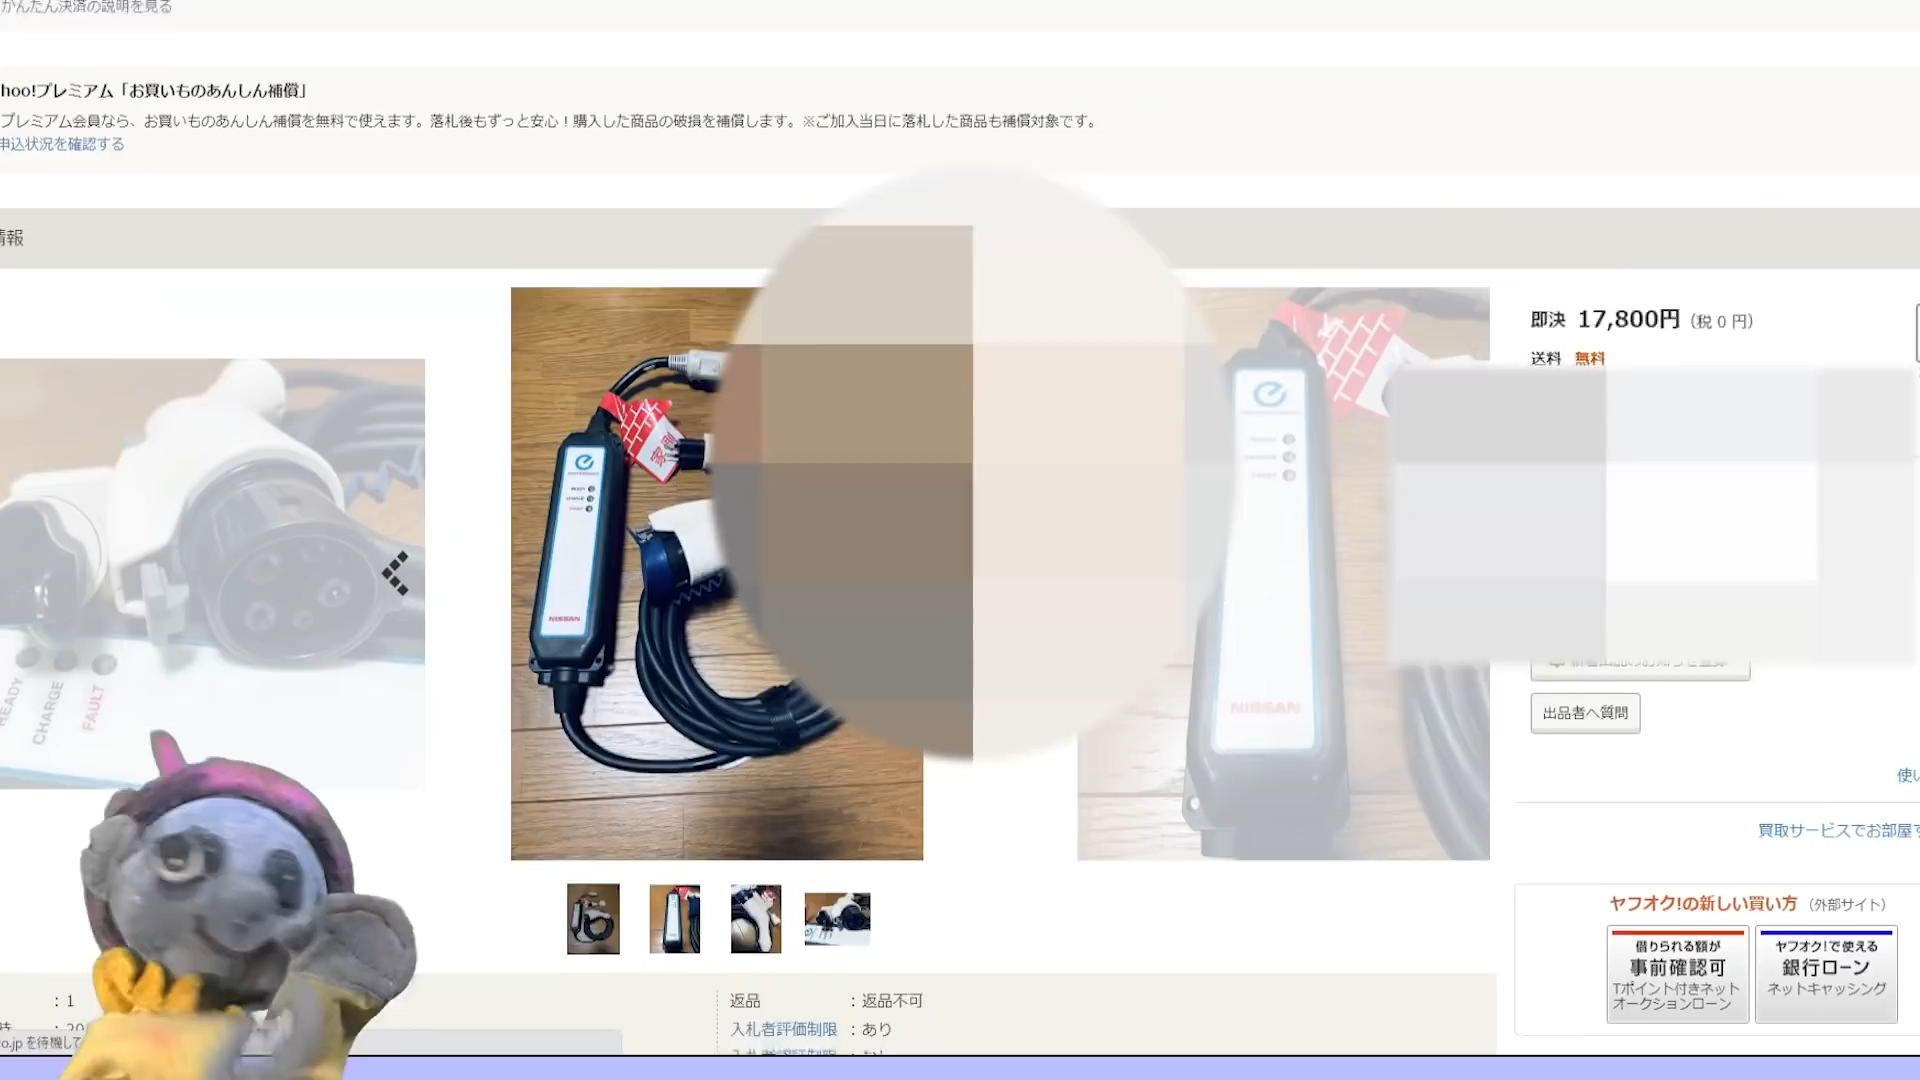 かんたん決済の説明を見る
hoo!プレミアム「お買いものあんしん補償」
プレミアム会員なら、お買いものあんしん補償を無料で使えます。落札後もずっと安心！購入した商品の破損を補償します。※ご加入当日に落札した商品も補償対象です。
申込状況を確認する
情報
即決 17,800円 (税 0 円)
送料 無料
READY
CHARGE
FAULT
NISSAN
NISSAN
出品者へ質問
使い
買取サービスでお部屋す
ヤフオク!の新しい買い方 (外部サイト)
借りられる額が
事前確認可
Tポイント付きネット
オークションローン
ヤフオク!で使える
銀行ローン
ネットキャッシング
: 1
返品 : 返品不可
入札者評価制限 : あり
時 : 20
o.jp を待機して